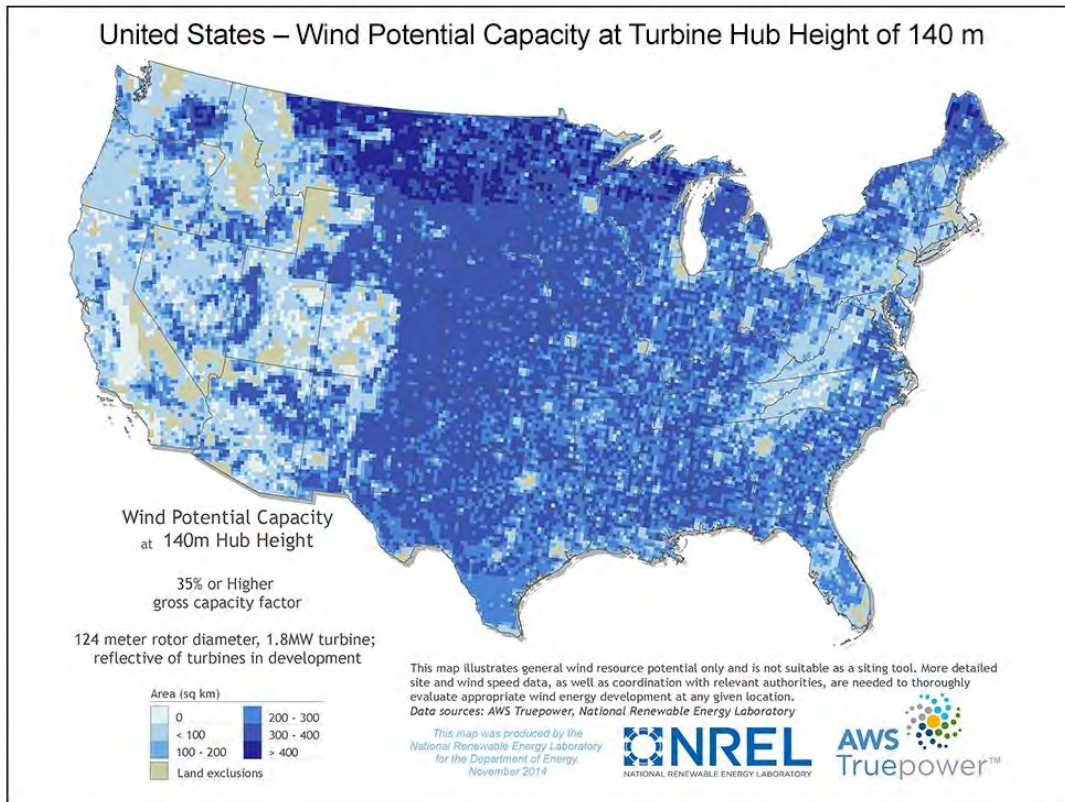 United States – Wind Potential Capacity at Turbine Hub Height of 140 m
Wind Potential Capacity
at 140m Hub Height
35% or Higher
gross capacity factor
124 meter rotor diameter, 1.8MW turbine;
reflective of turbines in development
Area (sq km)
0
< 100
100 - 200
200 - 300
300 - 400
> 400
Land exclusions
This map illustrates general wind resource potential only and is not suitable as a siting tool. More detailed
site and wind speed data, as well as coordination with relevant authorities, are needed to thoroughly
evaluate appropriate wind energy development at any given location.
Data sources: AWS Truepower, National Renewable Energy Laboratory
This map was produced by the
National Renewable Energy Laboratory
for the Department of Energy.
November 2014
NREL
NATIONAL RENEWABLE ENERGY LABORATORY
AWS
Truepower™